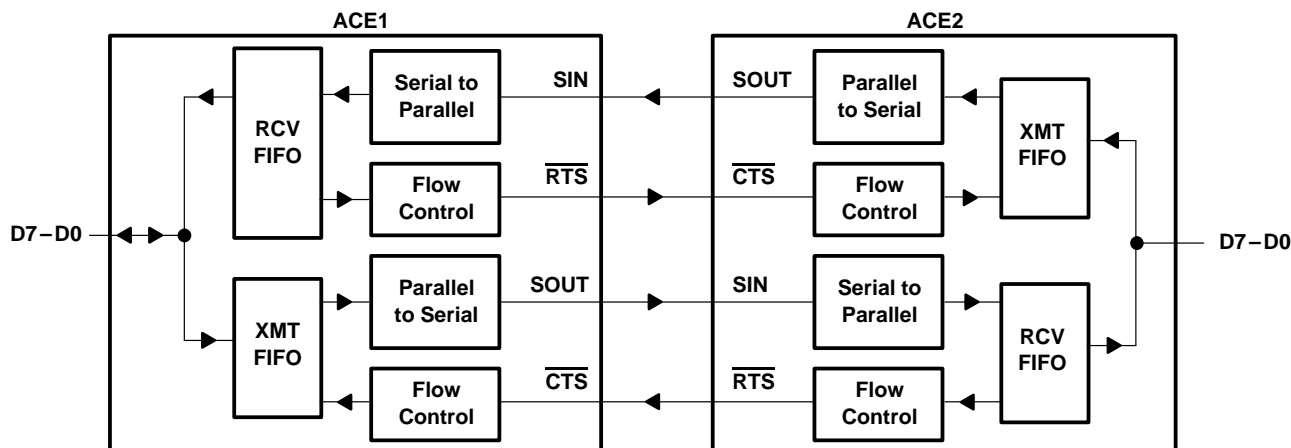 ACE1
ACE2
Serial to
Parallel
SIN
SOUT
Parallel
to Serial
RCV
FIFO
XMT
FIFO
Flow
Control
RTS
CTS
Flow
Control
D7–D0
D7–D0
Parallel
to Serial
SOUT
SIN
Serial to
Parallel
XMT
FIFO
RCV
FIFO
Flow
Control
CTS
RTS
Flow
Control